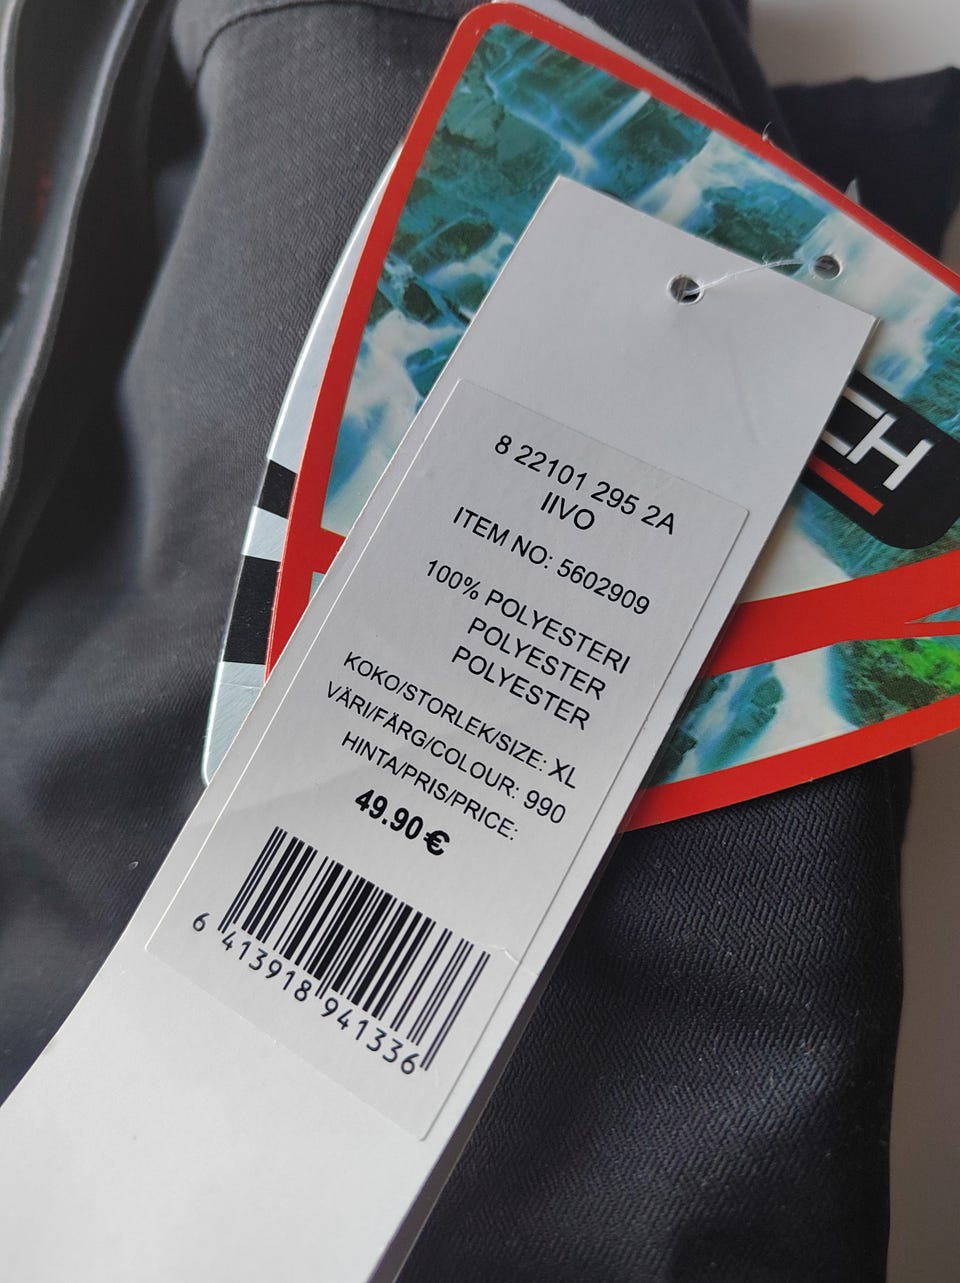 8 22101 295 2A
IIVO
ITEM NO: 5602909
100% POLYESTERI
POLYESTER
POLYESTER
KOKO/STORLEK/SIZE: XL
VÄRI/FÄRG/COLOUR: 990
HINTA/PRIS/PRICE:
49.90€
6 413918 941336
CH